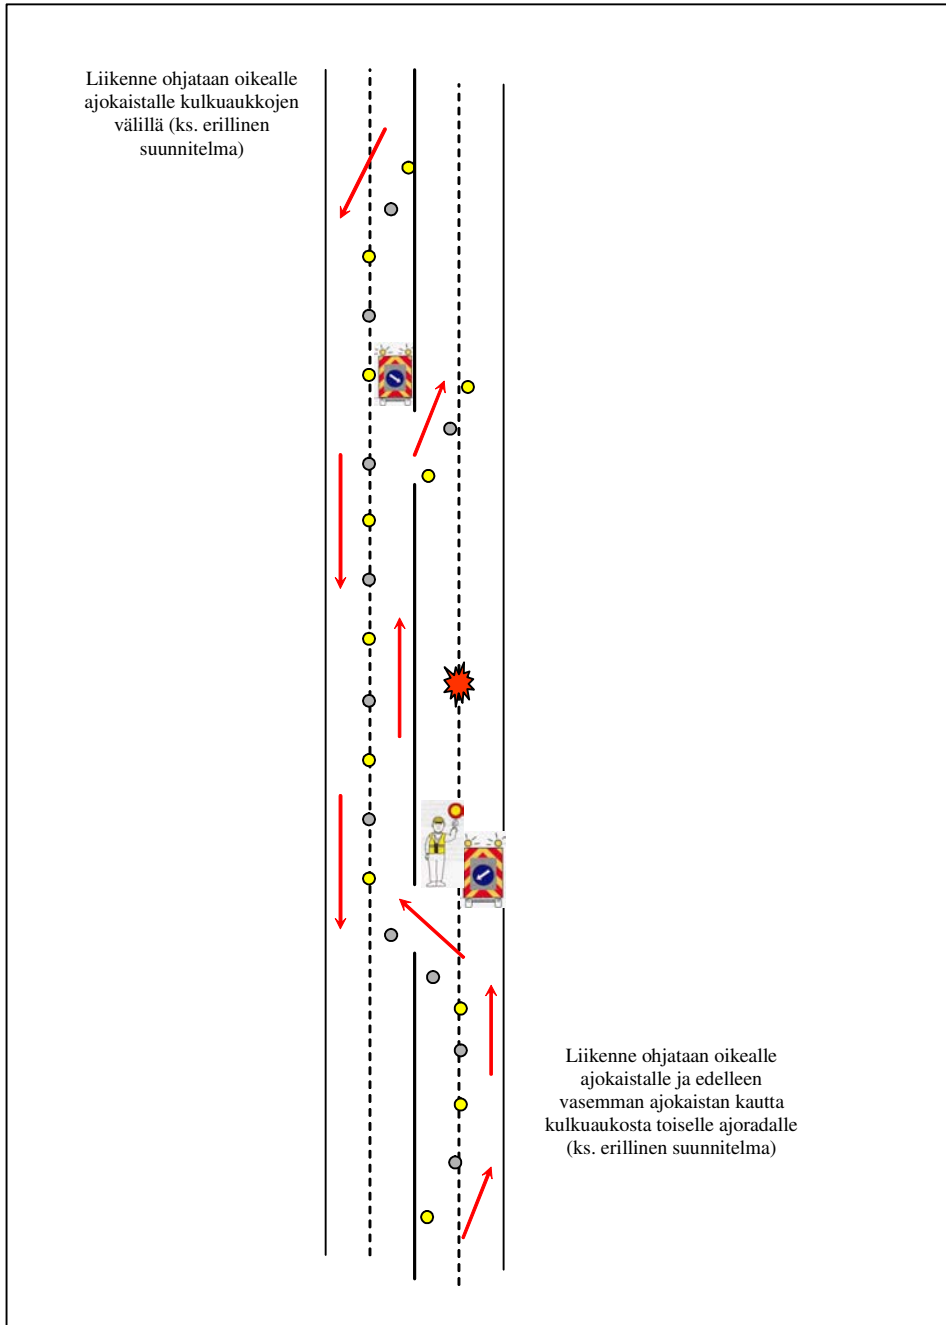 Liikenne ohjataan oikealle
ajokaistalle kulkuaukkojen
välillä (ks. erillinen
suunnitelma)
Liikenne ohjataan oikealle
ajokaistalle ja edelleen
vasemman ajokaistan kautta
kulkuaukosta toiselle ajoradalle
(ks. erillinen suunnitelma)